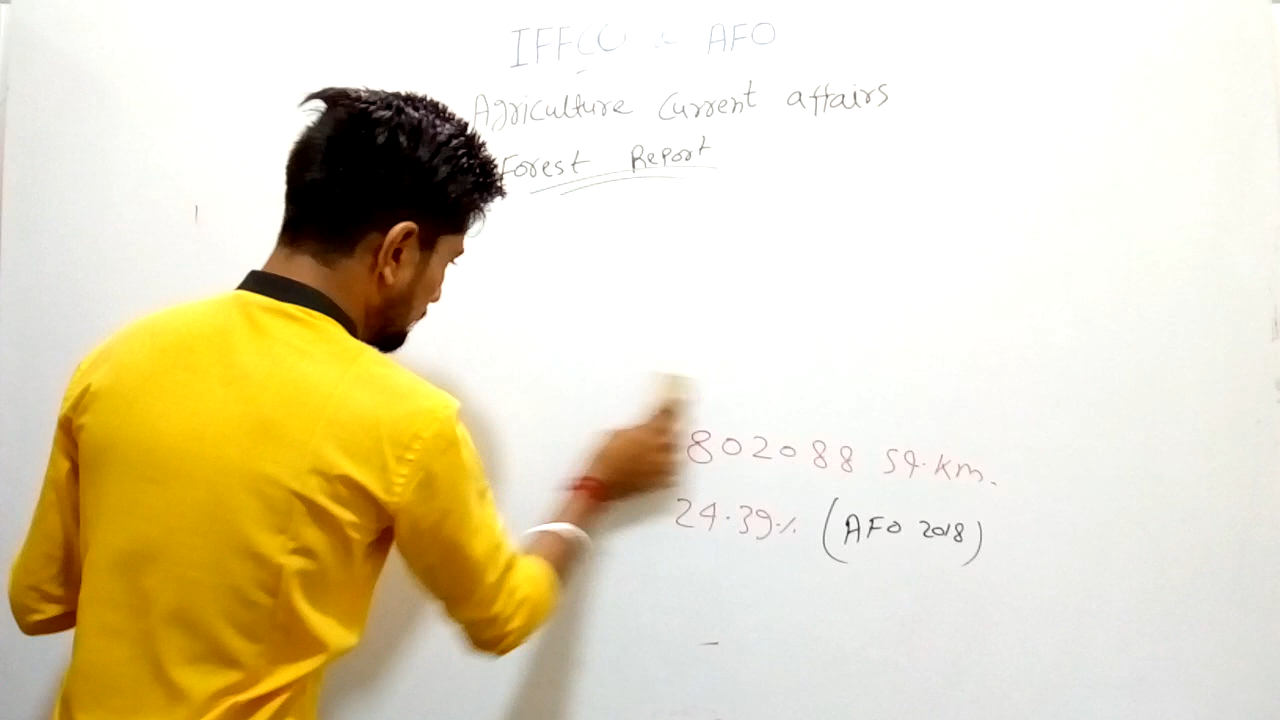 IFFCO & AFO
Agriculture Current affairs
Forest Report
802088 sq.km.
24.39% (AFO 2018)